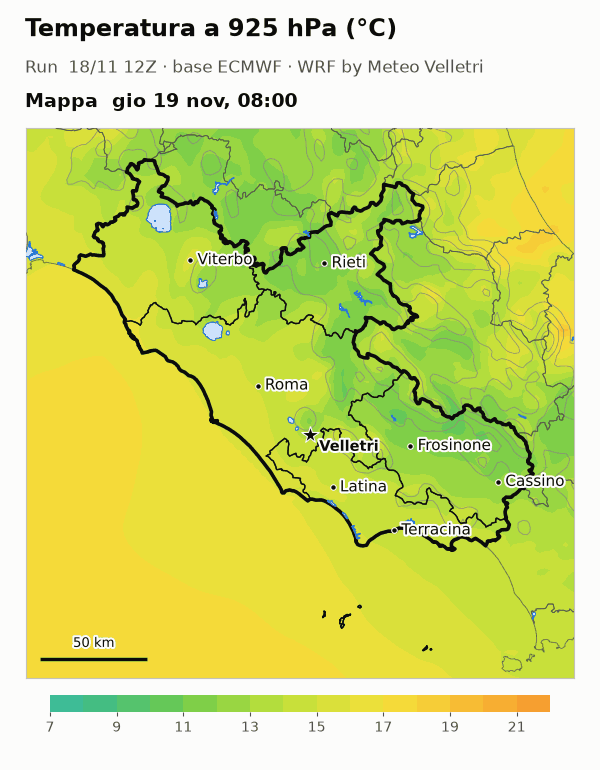 Temperatura a 925 hPa (°C)
Run  18/11 12Z · base ECMWF · WRF by Meteo Velletri
Mappa  gio 19 nov, 08:00
Viterbo
Rieti
Roma
Velletri
Frosinone
Cassino
Latina
Terracina
50 km
7 9 11 13 15 17 19 21